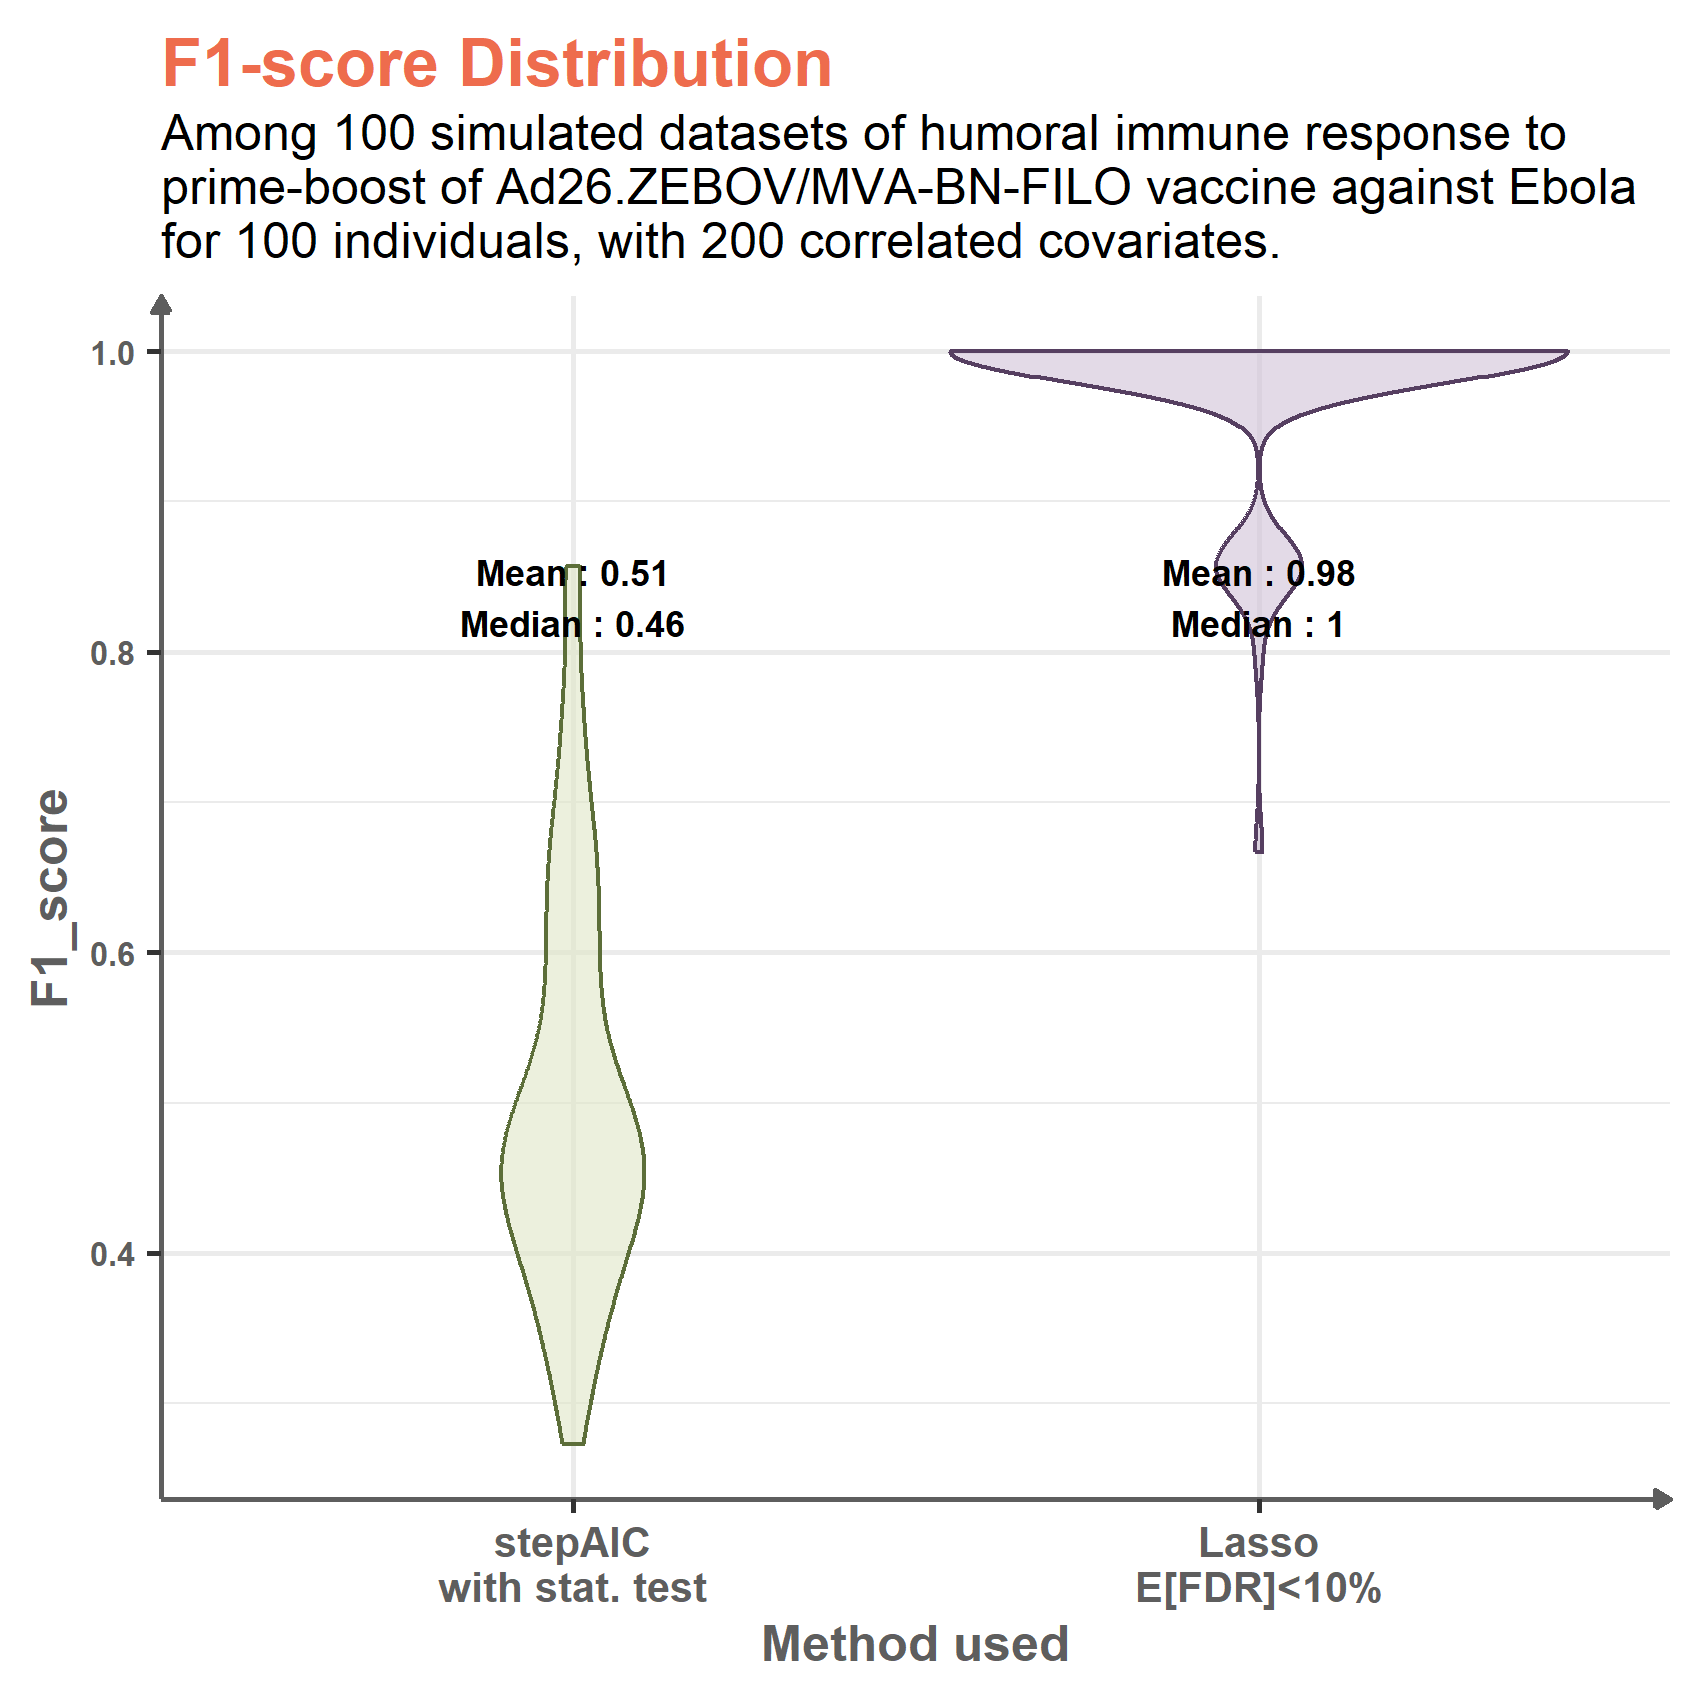 F1-score Distribution
Among 100 simulated datasets of humoral immune response to
prime-boost of Ad26.ZEBOV/MVA-BN-FILO vaccine against Ebola
for 100 individuals, with 200 correlated covariates.
F1_score
1.0
0.8
0.6
0.4
Mean : 0.51
Median : 0.46
Mean : 0.98
Median : 1
stepAIC
with stat. test
Lasso
E[FDR]<10%
Method used